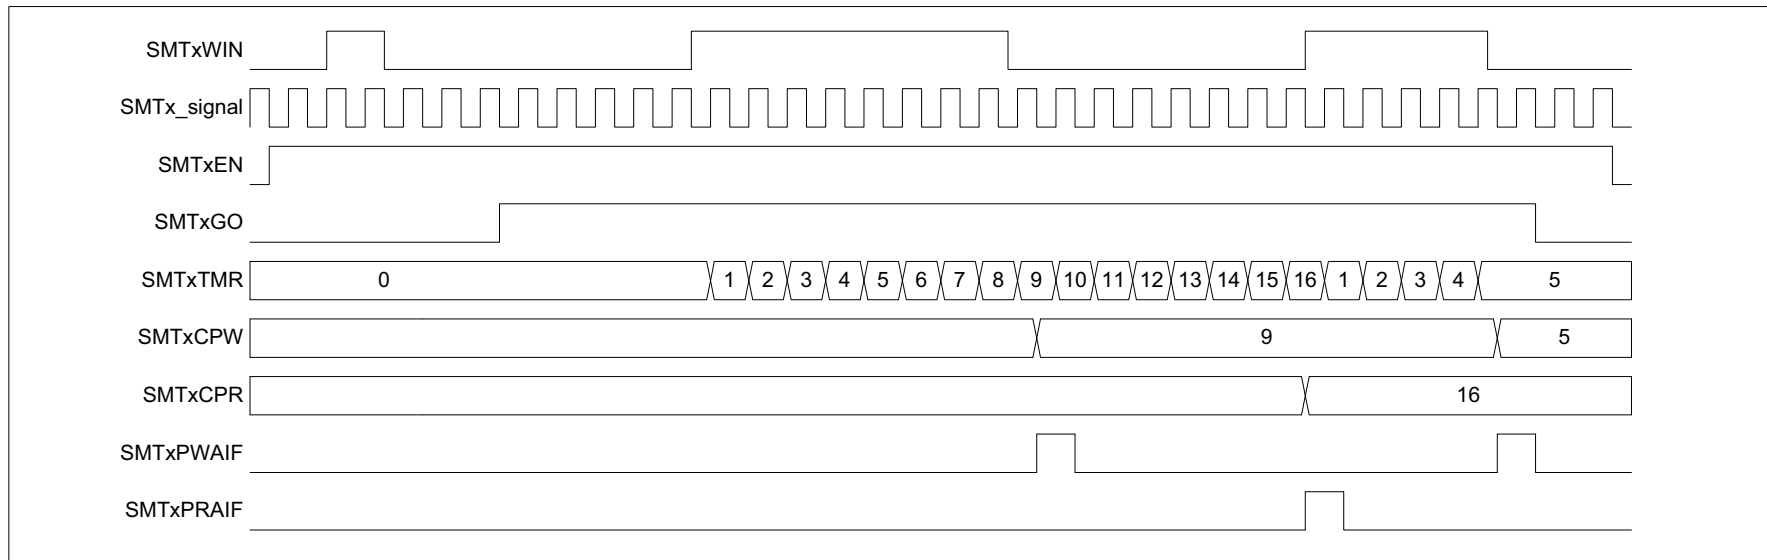 SMTxWIN
SMTx_signal
SMTxEN
SMTxGO
SMTxTMR 0 1 2 3 4 5 6 7 8 9 10 11 12 13 14 15 16 1 2 3 4 5
SMTxCPW 9 5
SMTxCPR 16
SMTxPWAIF
SMTxPRAIF